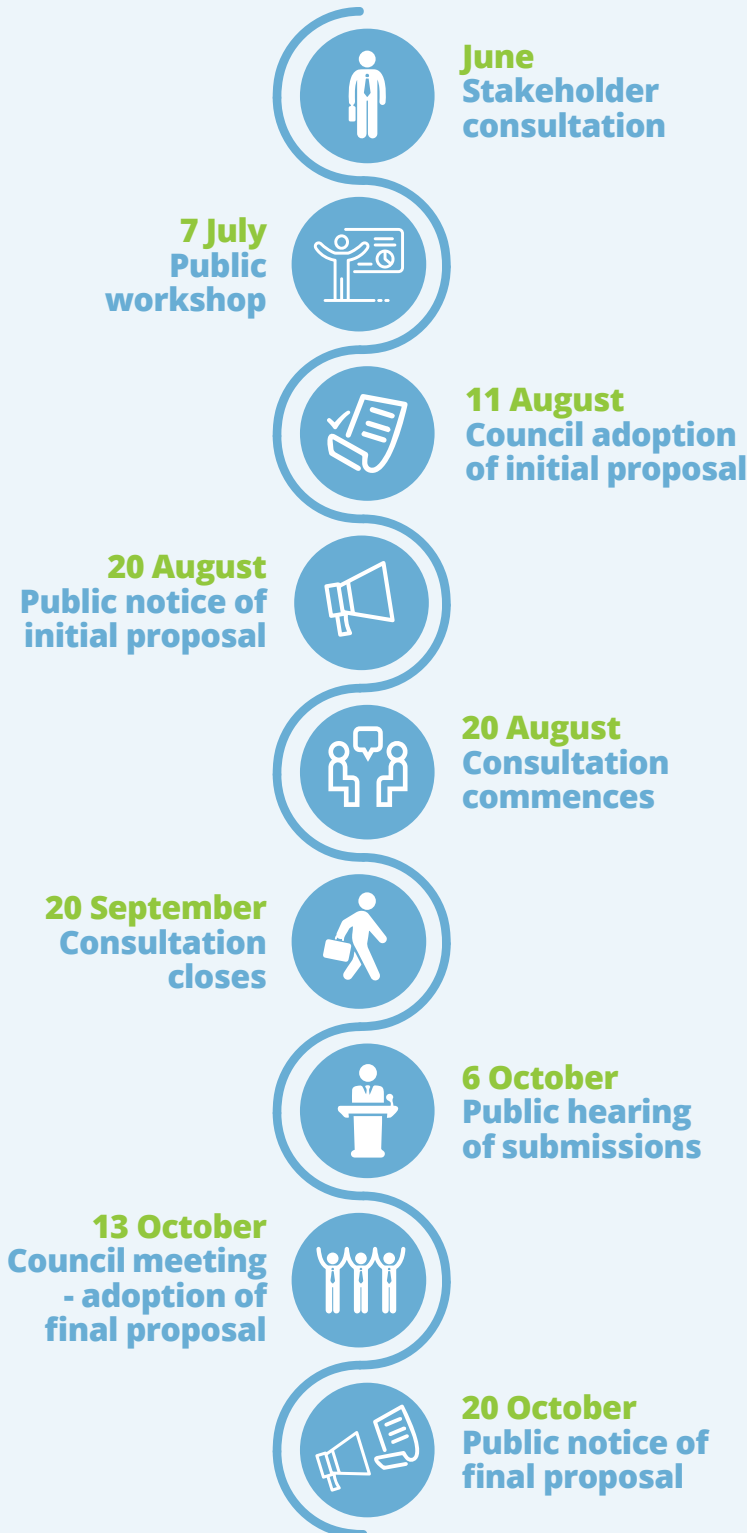 June
Stakeholder
consultation
7 July
Public
workshop
11 August
Council adoption
of initial proposal
20 August
Public notice of
initial proposal
20 August
Consultation
commences
20 September
Consultation
closes
6 October
Public hearing
of submissions
13 October
Council meeting
- adoption of
final proposal
20 October
Public notice of
final proposal